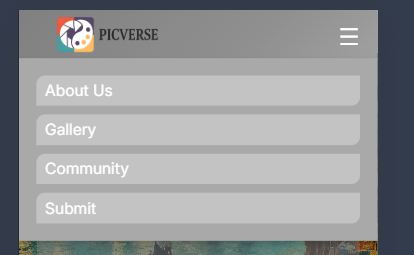 PICVERSE
About Us
Gallery
Community
Submit